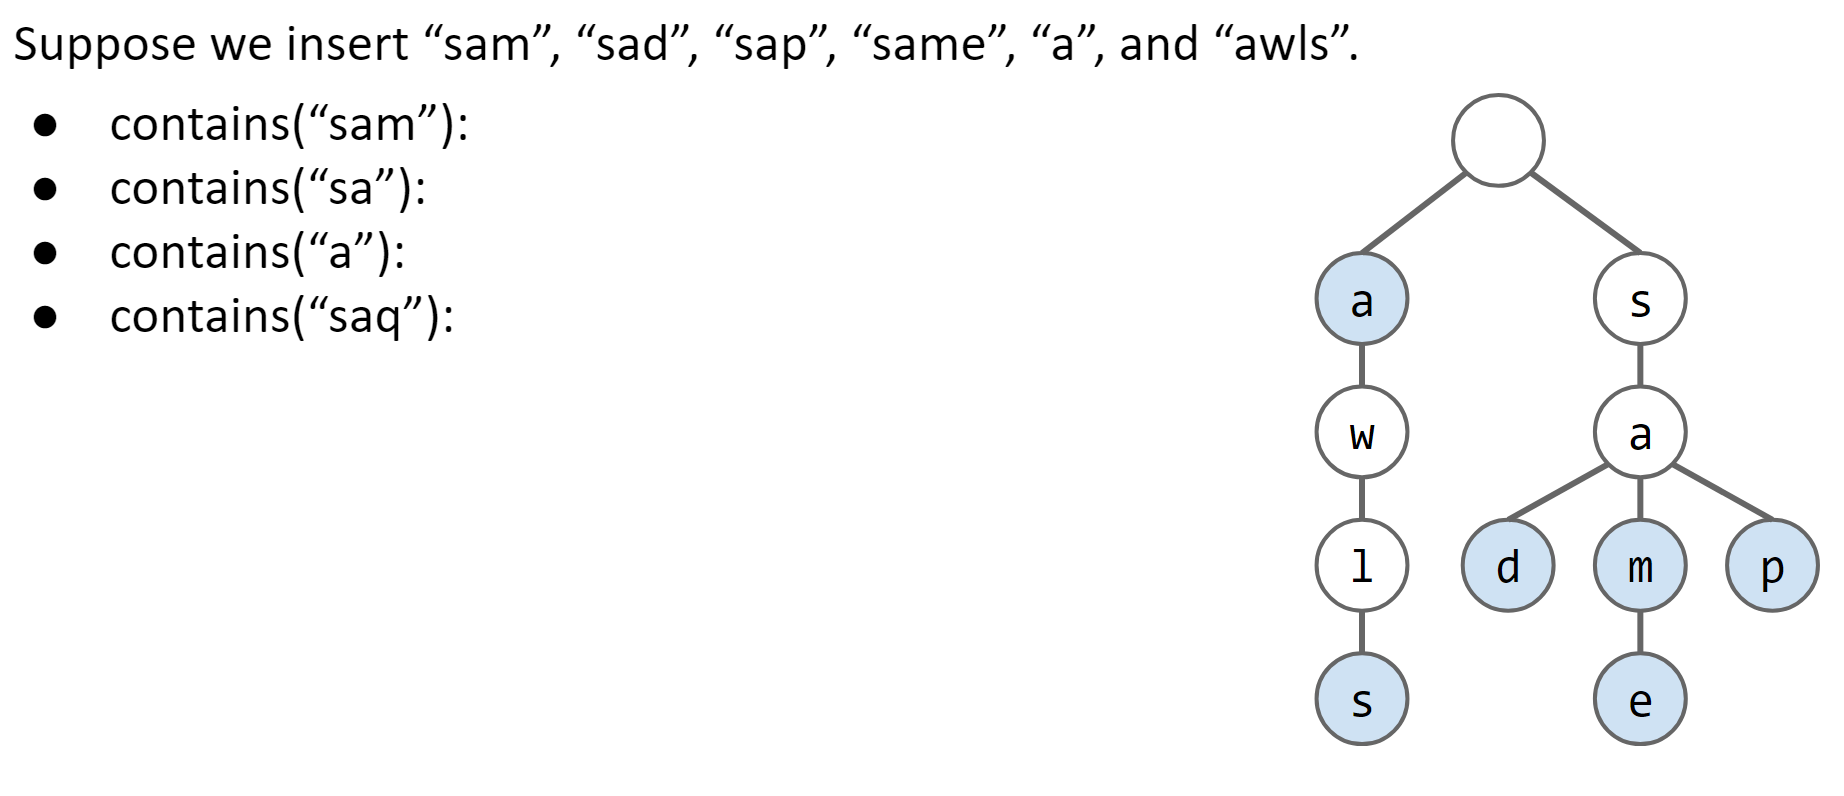 Suppose we insert “sam”, “sad”, “sap”, “same”, “a”, and “awls”.
● contains(“sam”):
● contains(“sa”):
● contains(“a”):
● contains(“saq”):
a s
w a
l d m p
s e